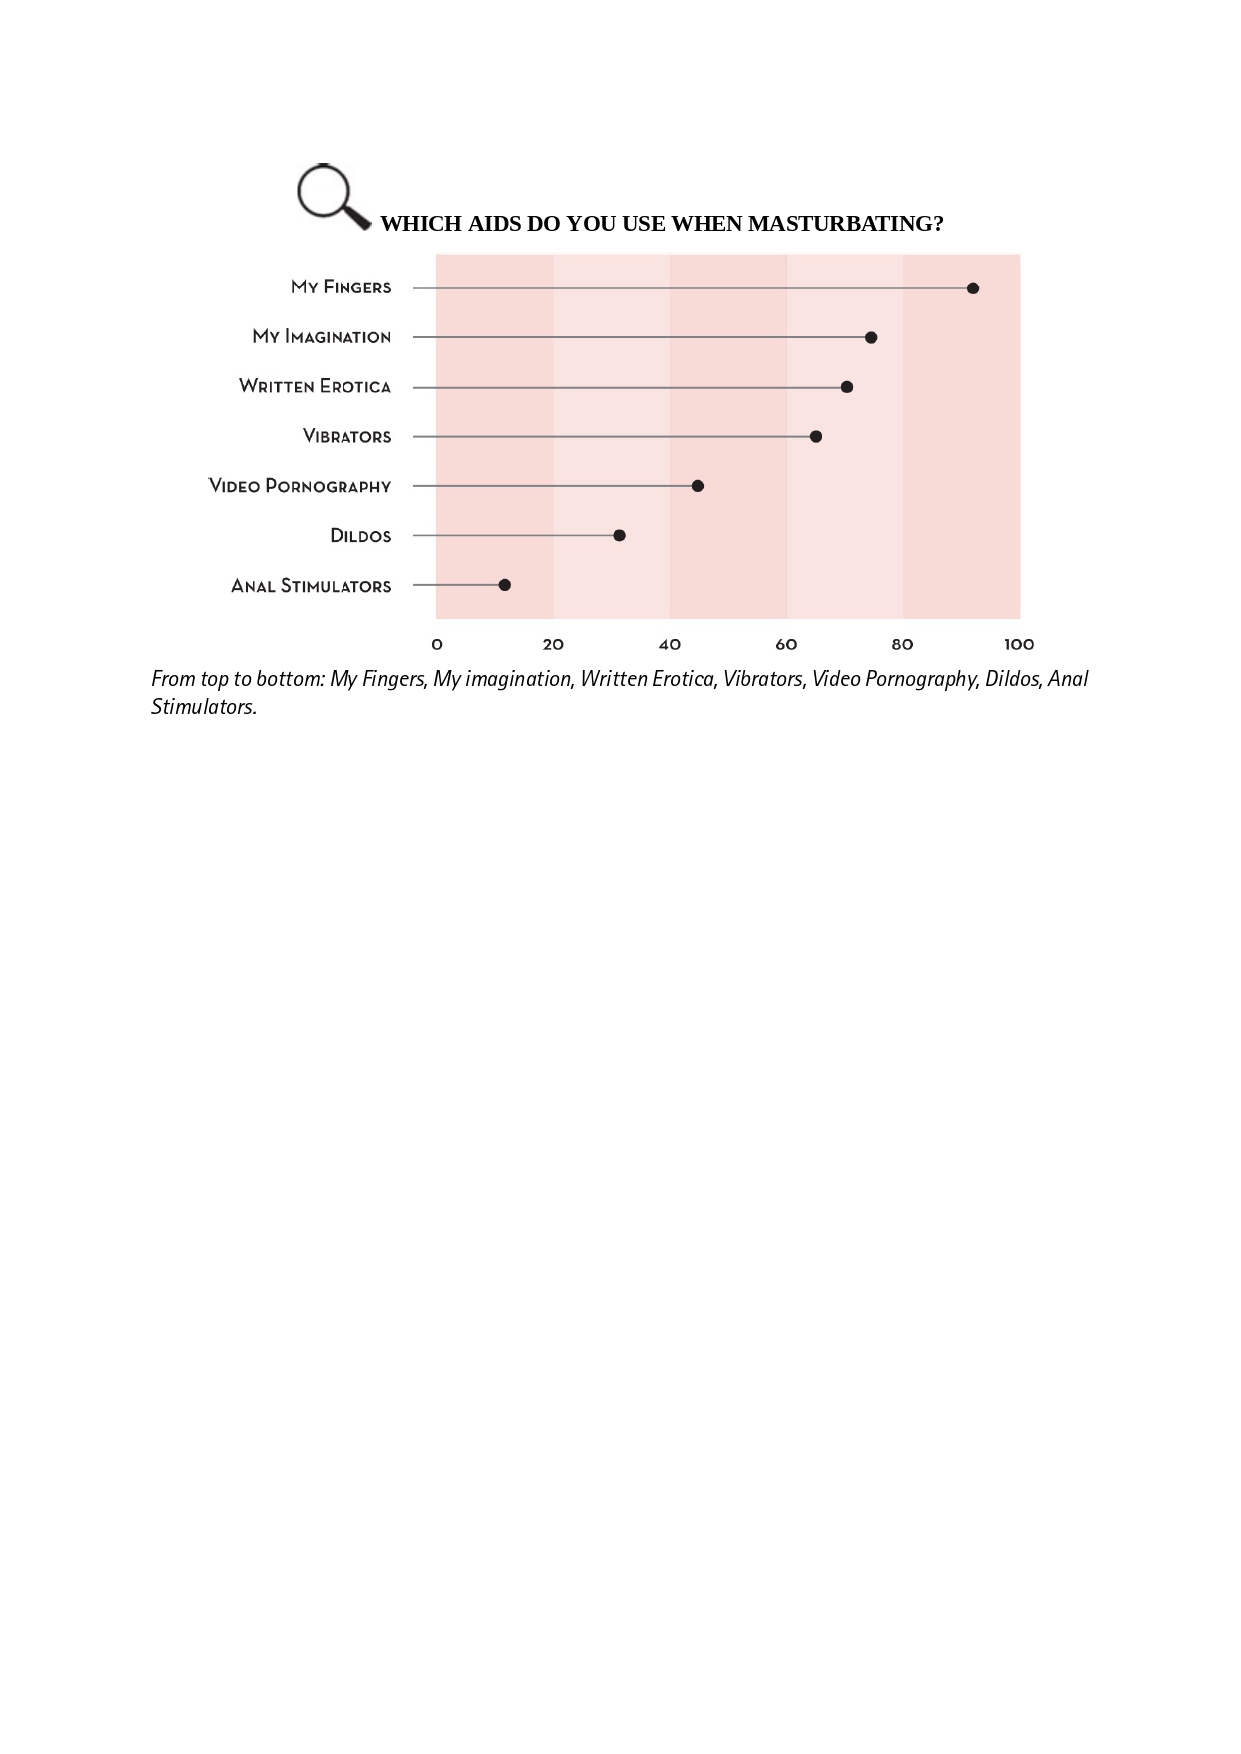 WHICH AIDS DO YOU USE WHEN MASTURBATING?
My Fingers
My Imagination
Written Erotica
Vibrators
Video Pornography
Dildos
Anal Stimulators
0 20 40 60 80 100
From top to bottom: My Fingers, My imagination, Written Erotica, Vibrators, Video Pornography, Dildos, Anal
Stimulators.